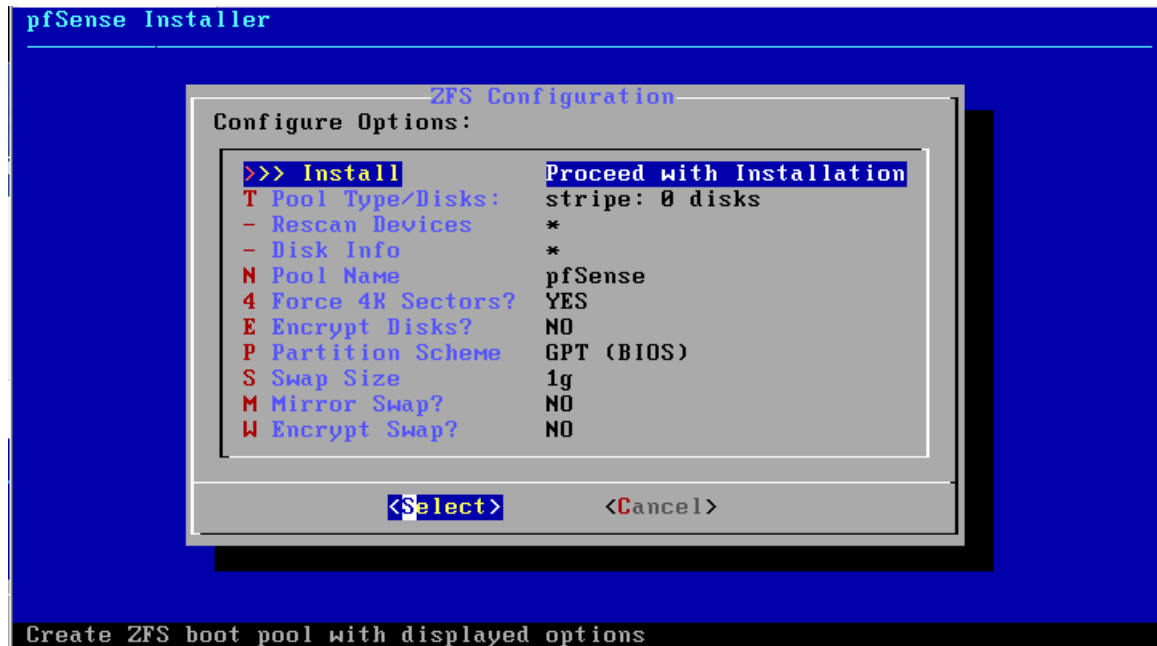 pfSense Installer
ZFS Configuration
Configure Options:
>>> Install Proceed with Installation
T Pool Type/Disks: stripe: 0 disks
- Rescan Devices *
- Disk Info *
N Pool Name pfSense
4 Force 4K Sectors? YES
E Encrypt Disks? NO
P Partition Scheme GPT (BIOS)
S Swap Size 1g
M Mirror Swap? NO
W Encrypt Swap? NO
<Select> <Cancel>
Create ZFS boot pool with displayed options